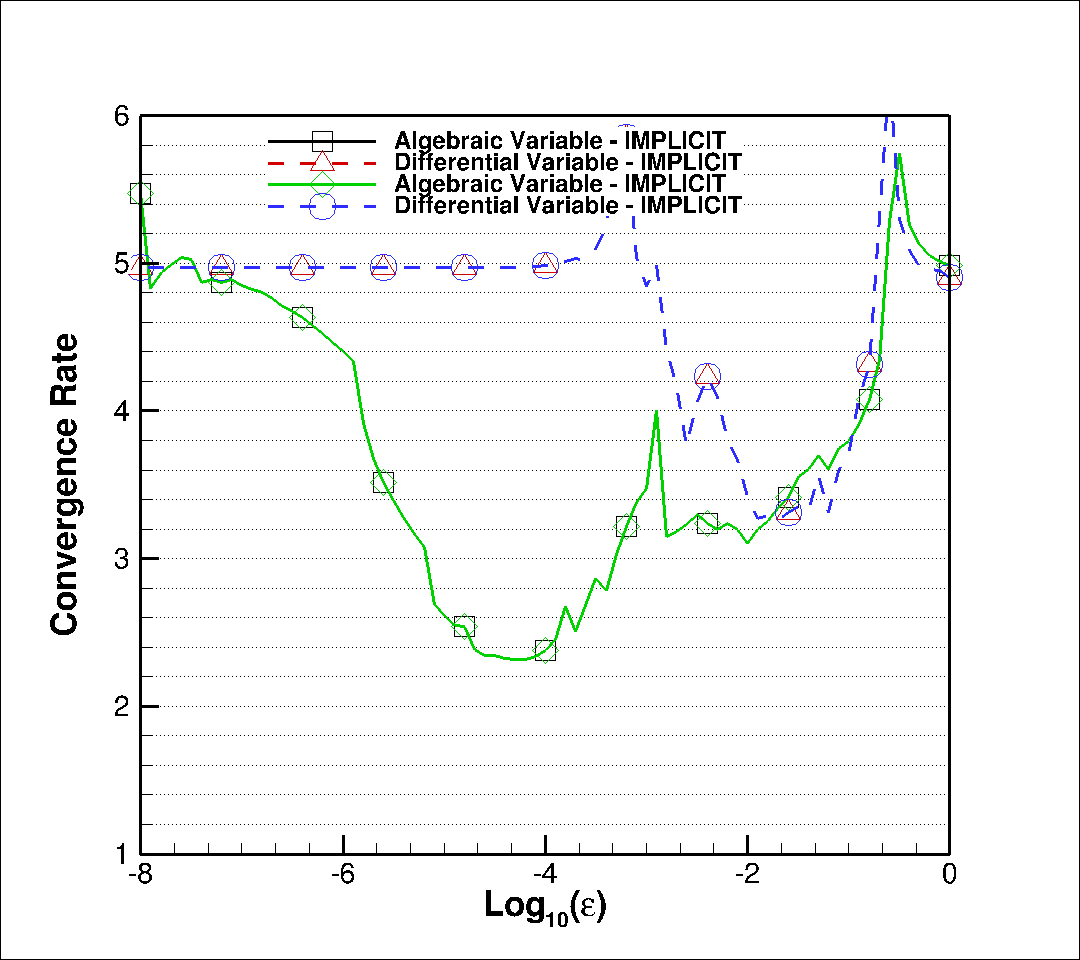 6
5
4
3
2
1
Convergence Rate
Algebraic Variable - IMPLICIT
Differential Variable - IMPLICIT
Algebraic Variable - IMPLICIT
Differential Variable - IMPLICIT
-8 -6 -4 -2 0
Log10(ε)